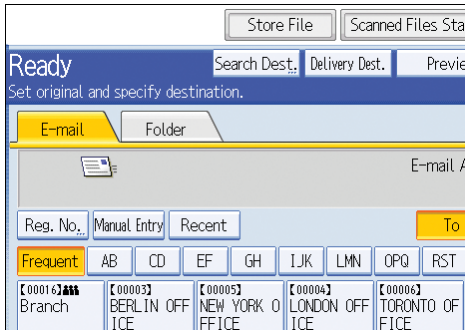 Store File Scanned Files Sta
Ready Search Dest. Delivery Dest. Previe
Set original and specify destination.
E-mail Folder
E-mail A
Reg. No. Manual Entry Recent To
Frequent AB CD EF GH IJK LMN OPQ RST
[00016] [00003] [00005] [00004] [00006]
Branch BERLIN OFF NEW YORK O LONDON OFF TORONTO OF
ICE FFICE ICE FICE